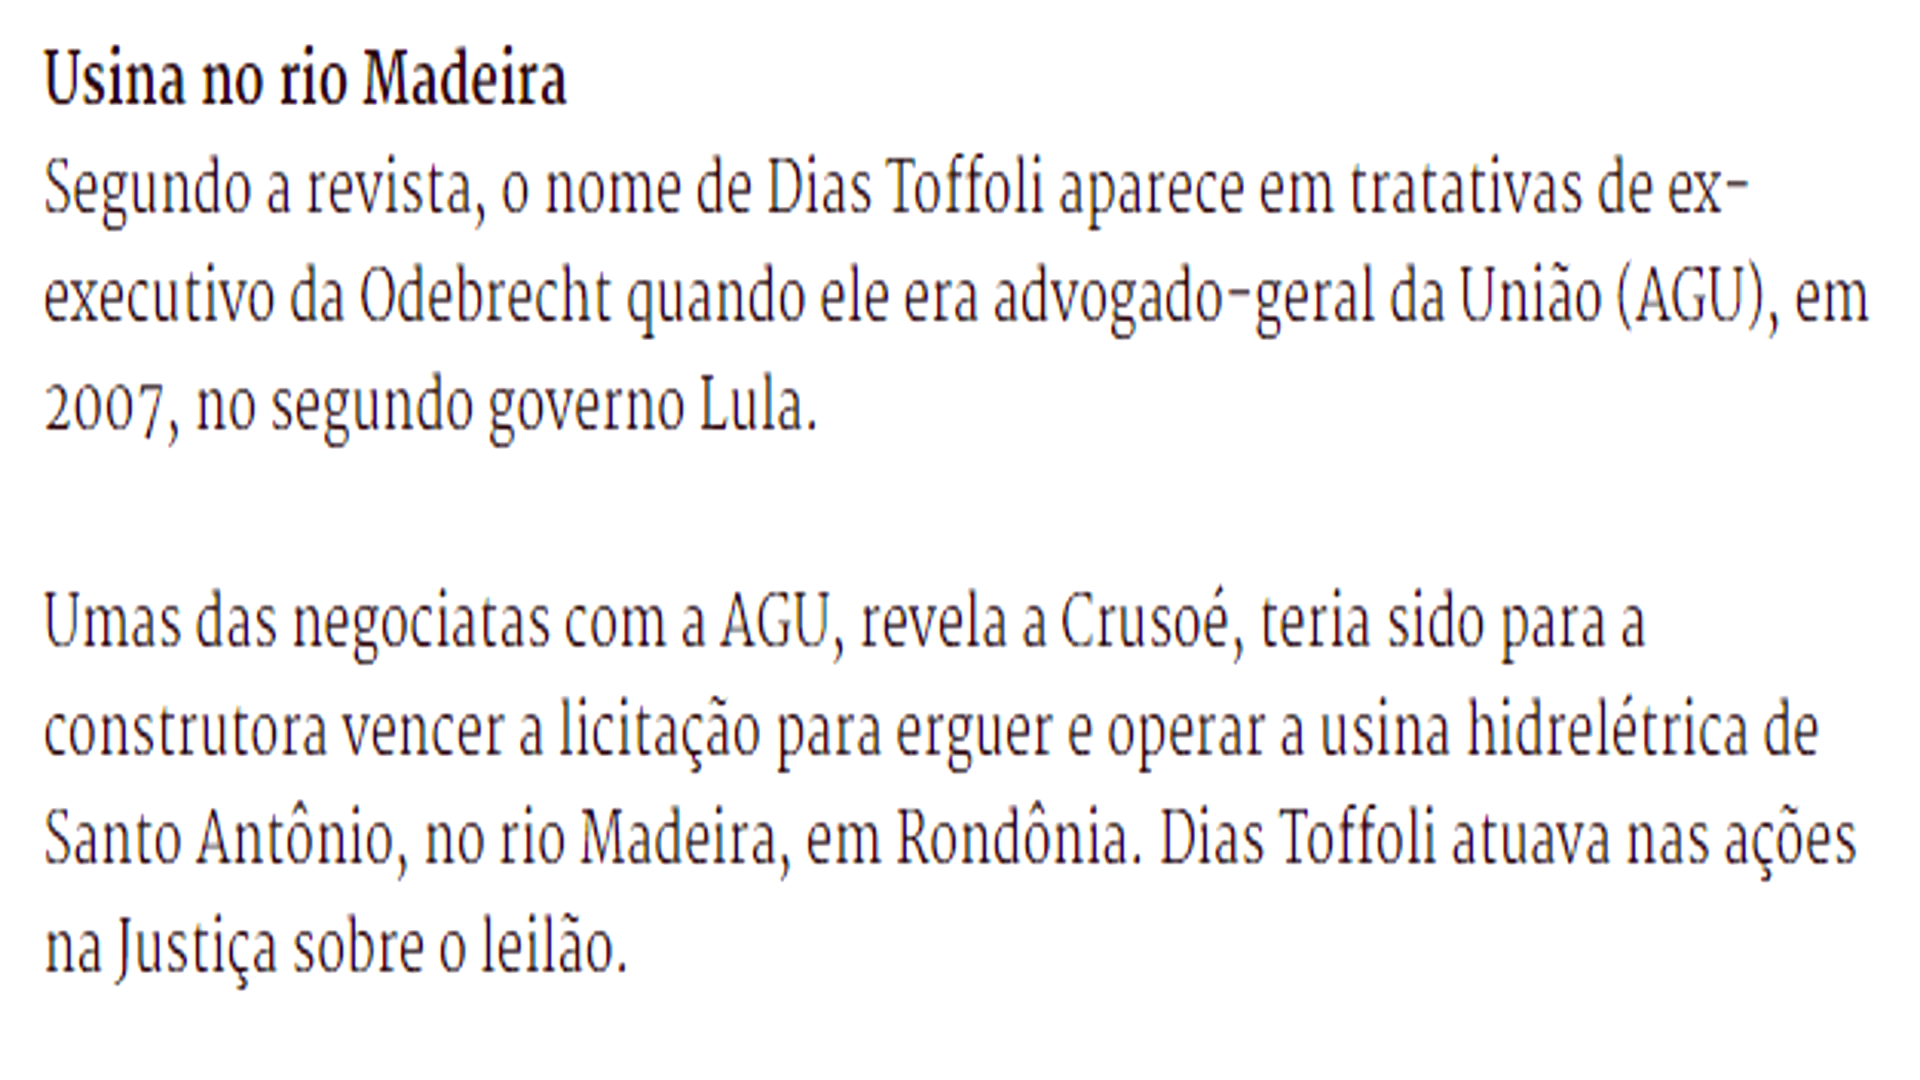 Usina no rio Madeira
Segundo a revista, o nome de Dias Toffoli aparece em tratativas de ex-
executivo da Odebrecht quando ele era advogado-geral da União (AGU), em
2007, no segundo governo Lula.
Umas das negociatas com a AGU, revela a Crusoé, teria sido para a
construtora vencer a licitação para erguer e operar a usina hidrelétrica de
Santo Antônio, no rio Madeira, em Rondônia. Dias Toffoli atuava nas ações
na Justiça sobre o leilão.